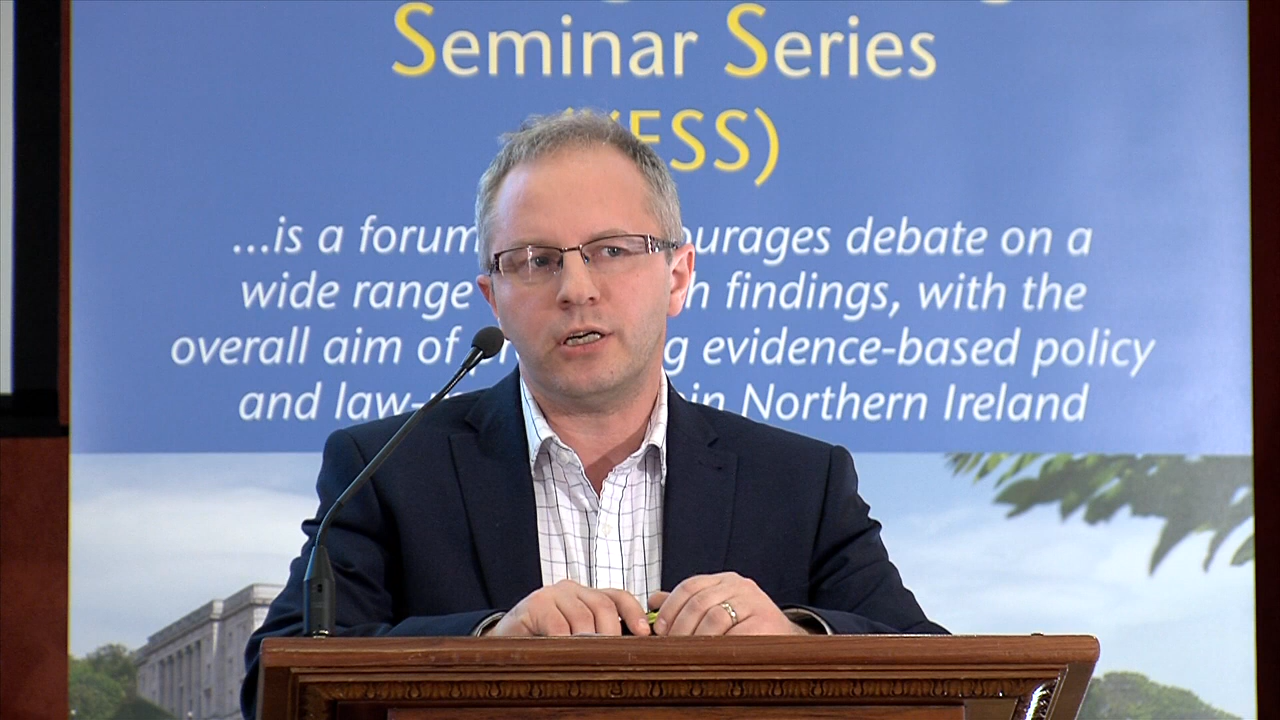 Seminar Series
ESS)
...is a forum ourages debate on a
wide range h findings, with the
overall aim of g evidence-based policy
and law- in Northern Ireland